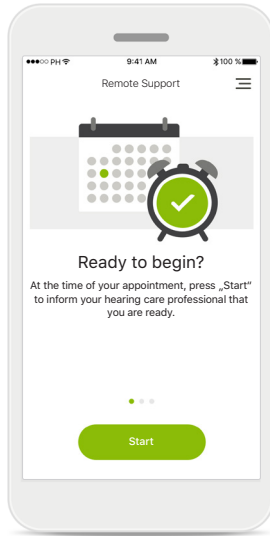 PH 9:41 AM 100 %
Remote Support
Ready to begin?
At the time of your appointment, press „Start“
to inform your hearing care professional that
you are ready.
Start